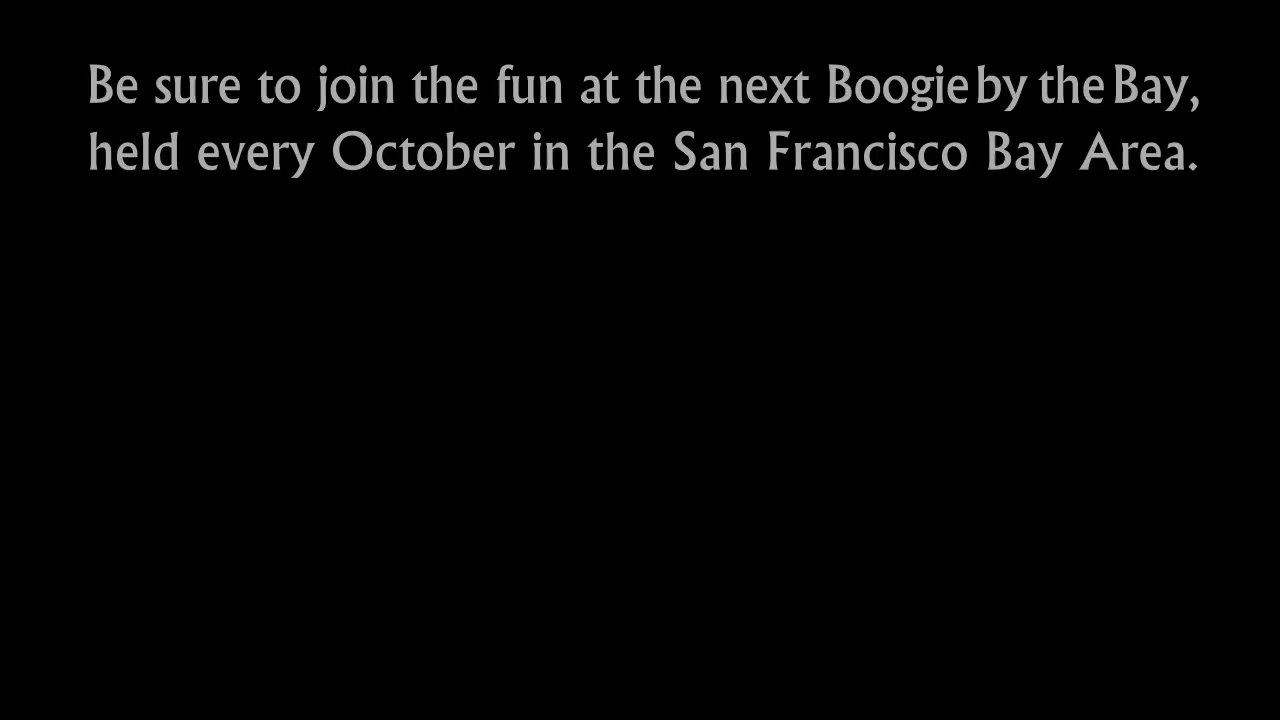 Be sure to join the fun at the next Boogie by the Bay,
held every October in the San Francisco Bay Area.